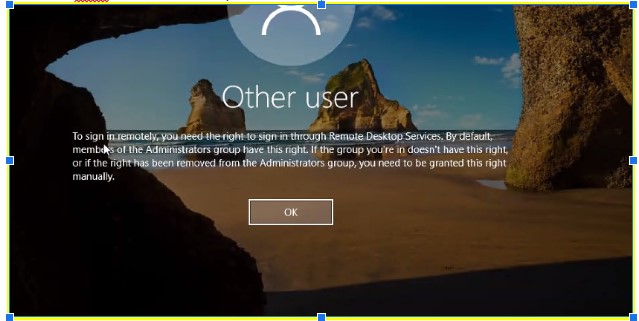 Other user
To sign in remotely, you need the right to sign in through Remote Desktop Services. By default,
members of the Administrators group have this right. If the group you're in doesn't have this right,
or if the right has been removed from the Administrators group, you need to be granted this right
manually.
OK